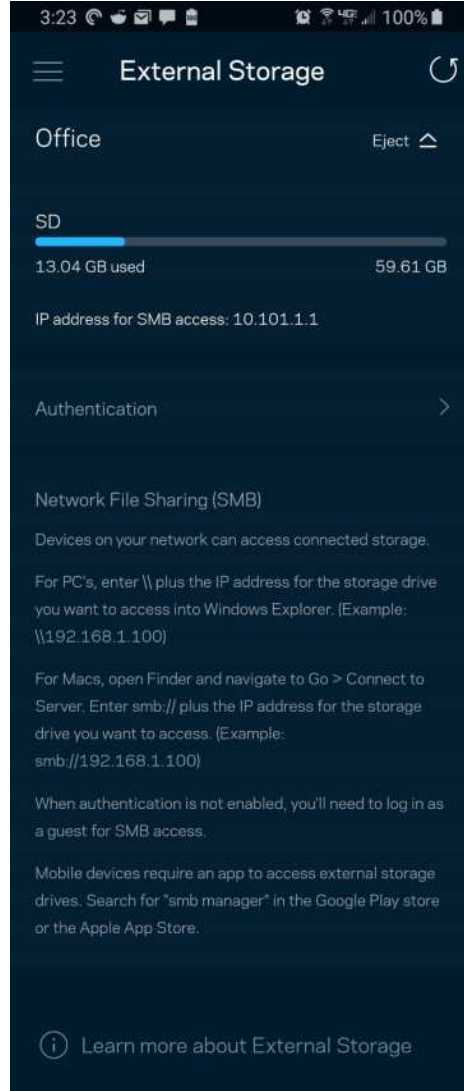 3:23 100%
External Storage
Office Eject
SD
13.04 GB used 59.61 GB
IP address for SMB access: 10.101.1.1
Authentication
Network File Sharing (SMB)
Devices on your network can access connected storage.
For PC's, enter \\ plus the IP address for the storage drive
you want to access into Windows Explorer. (Example:
\\192.168.1.100)
For Macs, open Finder and navigate to Go > Connect to
Server. Enter smb:// plus the IP address for the storage
drive you want to access. (Example:
smb://192.168.1.100)
When authentication is not enabled, you'll need to log in as
a guest for SMB access.
Mobile devices require an app to access external storage
drives. Search for "smb manager" in the Google Play store
or the Apple App Store.
Learn more about External Storage